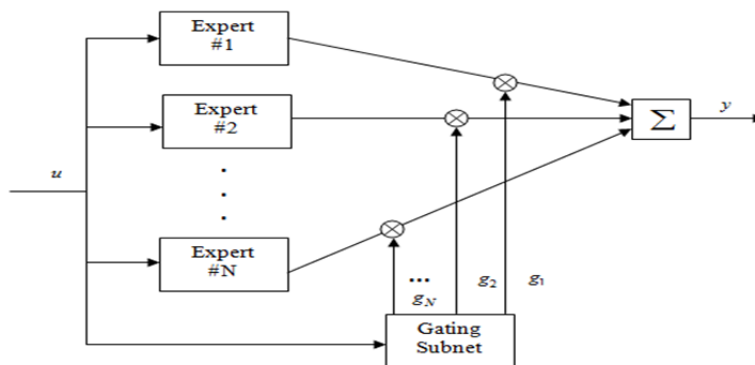 Expert
#1
Expert
#2
u
.
.
.
Expert
#N
Σ
y
...
g_N
g_2
g_1
Gating
Subnet